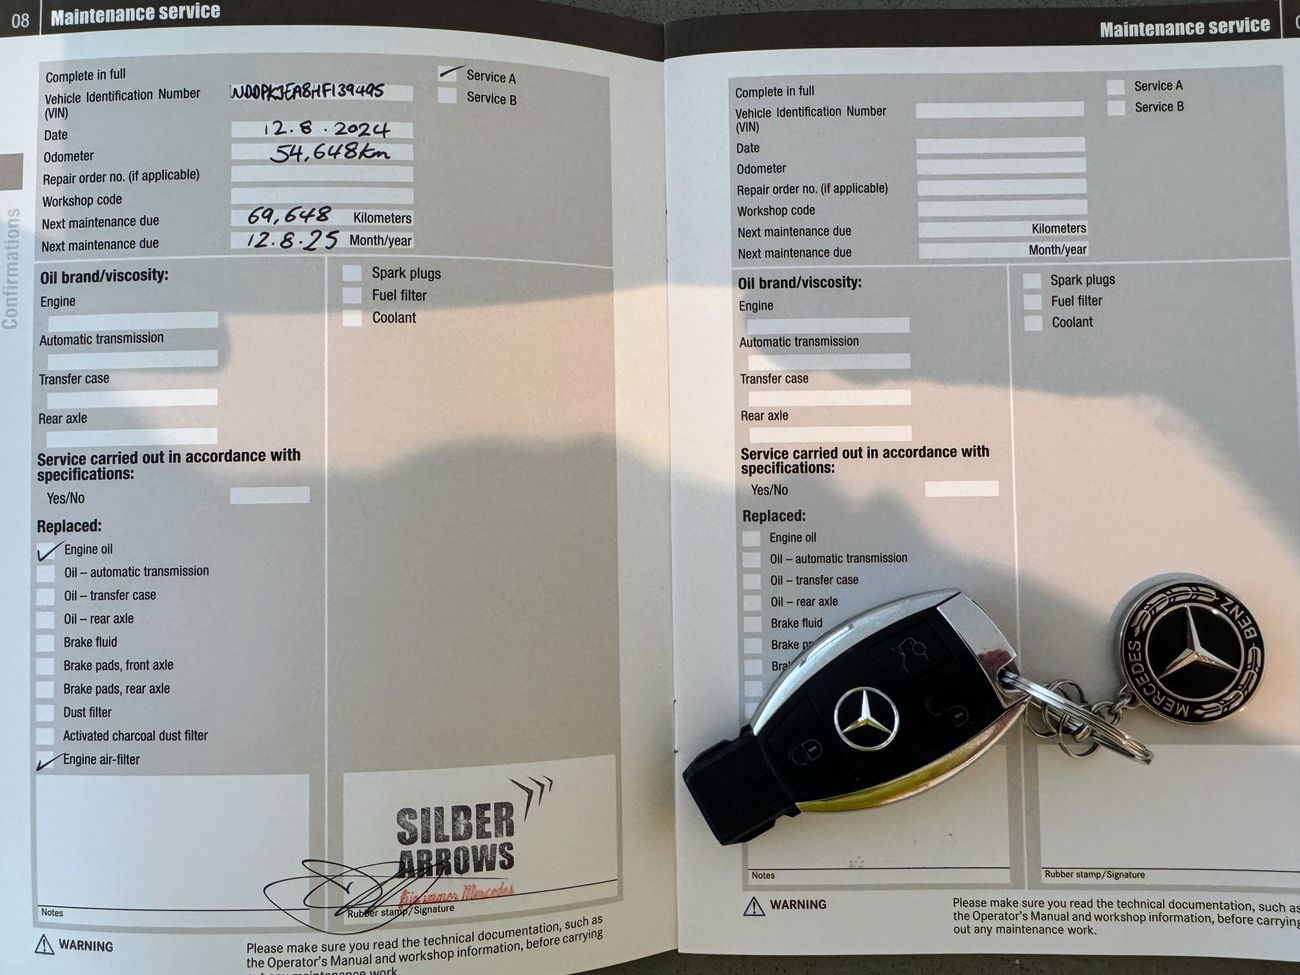 08 Maintenance service
Complete in full
Service A
Vehicle Identification Number
(VIN)
Service B
Date 12.8.2024
Odometer 54,648km
Repair order no. (if applicable)
Workshop code
Next maintenance due 69,648 Kilometers
Next maintenance due 12.8.25 Month/year
Confirmations
Oil brand/viscosity:
Engine
Automatic transmission
Transfer case
Rear axle
Spark plugs
Fuel filter
Coolant
Service carried out in accordance with
specifications:
Yes/No
Replaced:
Engine oil
Oil – automatic transmission
Oil – transfer case
Oil – rear axle
Brake fluid
Brake pads, front axle
Brake pads, rear axle
Dust filter
Activated charcoal dust filter
Engine air-filter
SILBER
ARROWS
Mercedes
Notes
Rubber stamp/Signature
WARNING
Please make sure you read the technical documentation, such as
the Operator's Manual and workshop information, before carrying
out any maintenance work.
Maintenance service
Complete in full
Service A
Vehicle Identification Number
(VIN)
Service B
Date
Odometer
Repair order no. (if applicable)
Workshop code
Next maintenance due Kilometers
Next maintenance due Month/year
Oil brand/viscosity:
Engine
Automatic transmission
Transfer case
Rear axle
Spark plugs
Fuel filter
Coolant
Service carried out in accordance with
specifications:
Yes/No
Replaced:
Engine oil
Oil – automatic transmission
Oil – transfer case
Oil – rear axle
Brake fluid
Brake
MERCEDES BENZ
Notes
Rubber stamp/Signature
WARNING
Please make sure you read the technical documentation, such as
the Operator's Manual and workshop information, before carrying
out any maintenance work.